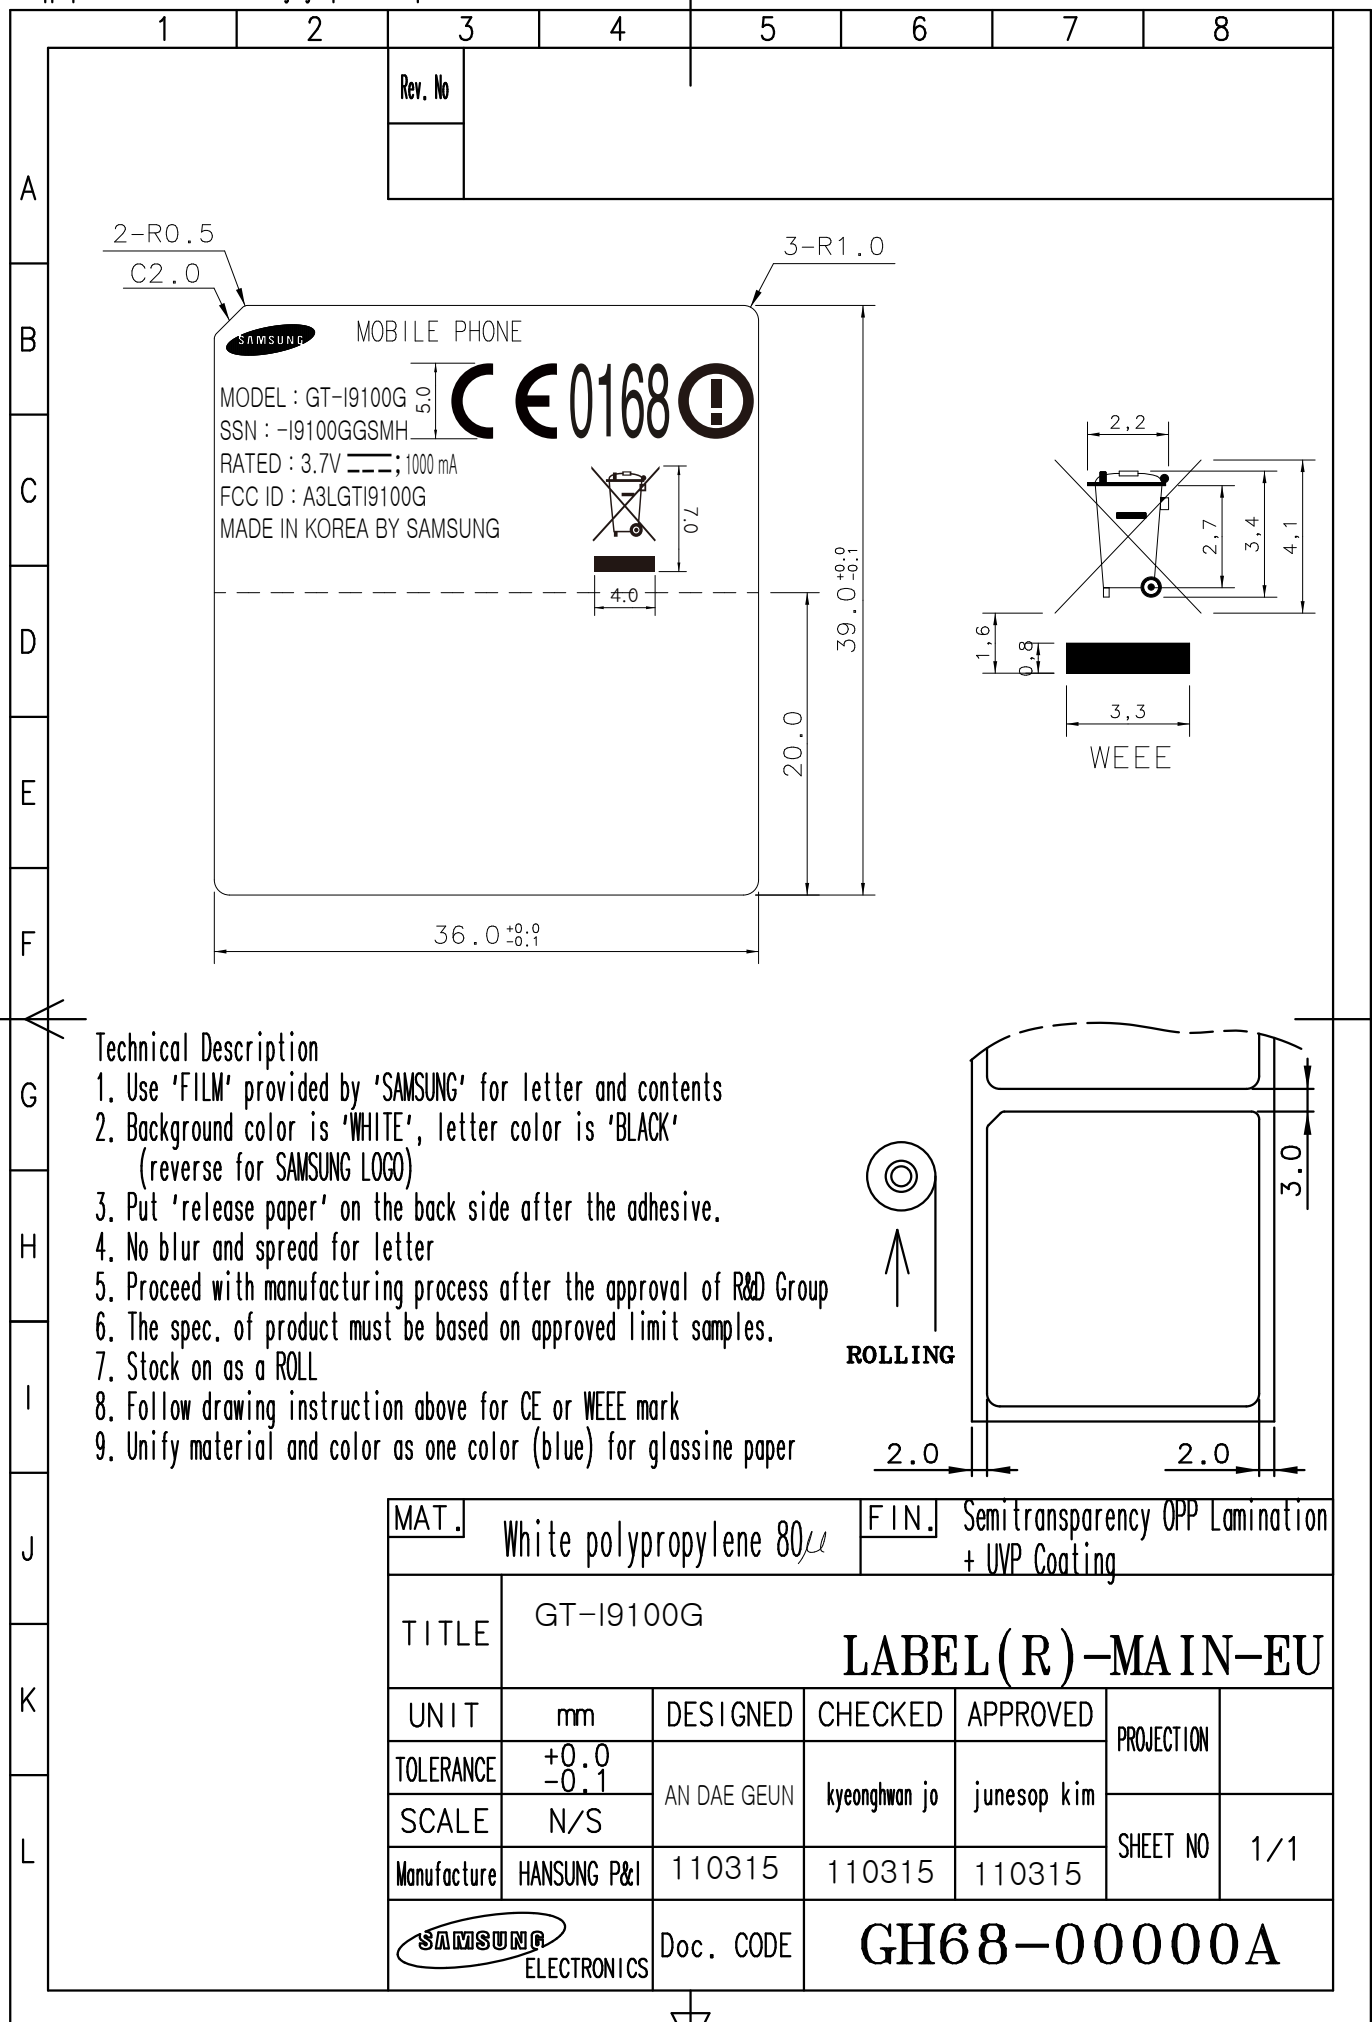 1 2 3 4 5 6 7 8
Rev. No
A
B
C
D
E
F
G
H
I
J
K
L
2-R0.5
C2.0
3-R1.0
SAMSUNG MOBILE PHONE
MODEL : GT-I9100G 5.0 CE 0168 !
SSN : -I9100GGSMH
RATED : 3.7V ; 1000 mA
FCC ID : A3LGTI9100G
MADE IN KOREA BY SAMSUNG
7.0
4.0
39.0 +0.0 -0.1
20.0
36.0 +0.0 -0.1
2,2
2,7
3,4
4,1
1,6
0,8
3,3
WEEE
Technical Description
1. Use 'FILM' provided by 'SAMSUNG' for letter and contents
2. Background color is 'WHITE', letter color is 'BLACK'
(reverse for SAMSUNG LOGO)
3. Put 'release paper' on the back side after the adhesive.
4. No blur and spread for letter
5. Proceed with manufacturing process after the approval of R&D Group
6. The spec. of product must be based on approved limit samples.
7. Stock on as a ROLL
8. Follow drawing instruction above for CE or WEEE mark
9. Unify material and color as one color (blue) for glassine paper
ROLLING
3.0
2.0 2.0
MAT. White polypropylene 80μ
FIN. Semitransparency OPP Lamination
+ UVP Coating
TITLE GT-I9100G
LABEL(R)-MAIN-EU
UNIT mm DESIGNED CHECKED APPROVED PROJECTION
TOLERANCE +0.0 -0.1 AN DAE GEUN kyeonghwan jo junesop kim
SCALE N/S SHEET NO 1/1
Manufacture HANSUNG P&I 110315 110315 110315
SAMSUNG ELECTRONICS Doc. CODE GH68-00000A